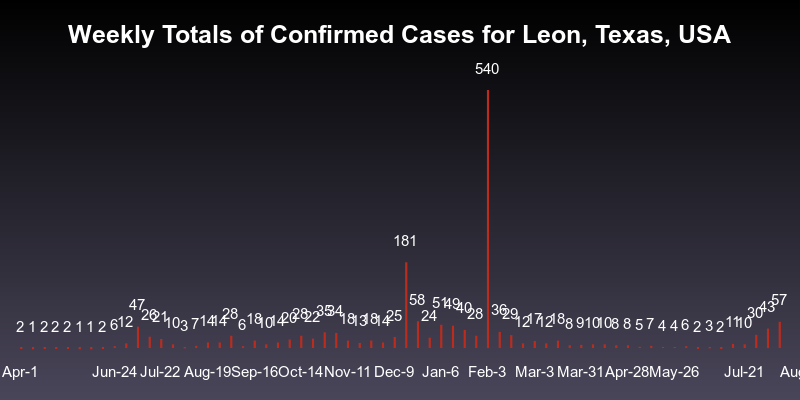 Weekly Totals of Confirmed Cases for Leon, Texas, USA
540
181
2 1 2 2 2 1 1 2 6 12 47 26 21 10 3 7 14 14 28 6 18 10 14 20 28 22 35 34 18 13 18 14 25 58 24 51 49 40 28 36 29 12 17 12 18 8 9 10 10 8 8 5 7 4 4 6 2 3 2 11 10 30 43 57
Apr-1 Jun-24 Jul-22 Aug-19 Sep-16 Oct-14 Nov-11 Dec-9 Jan-6 Feb-3 Mar-3 Mar-31 Apr-28 May-26 Jul-21 Au